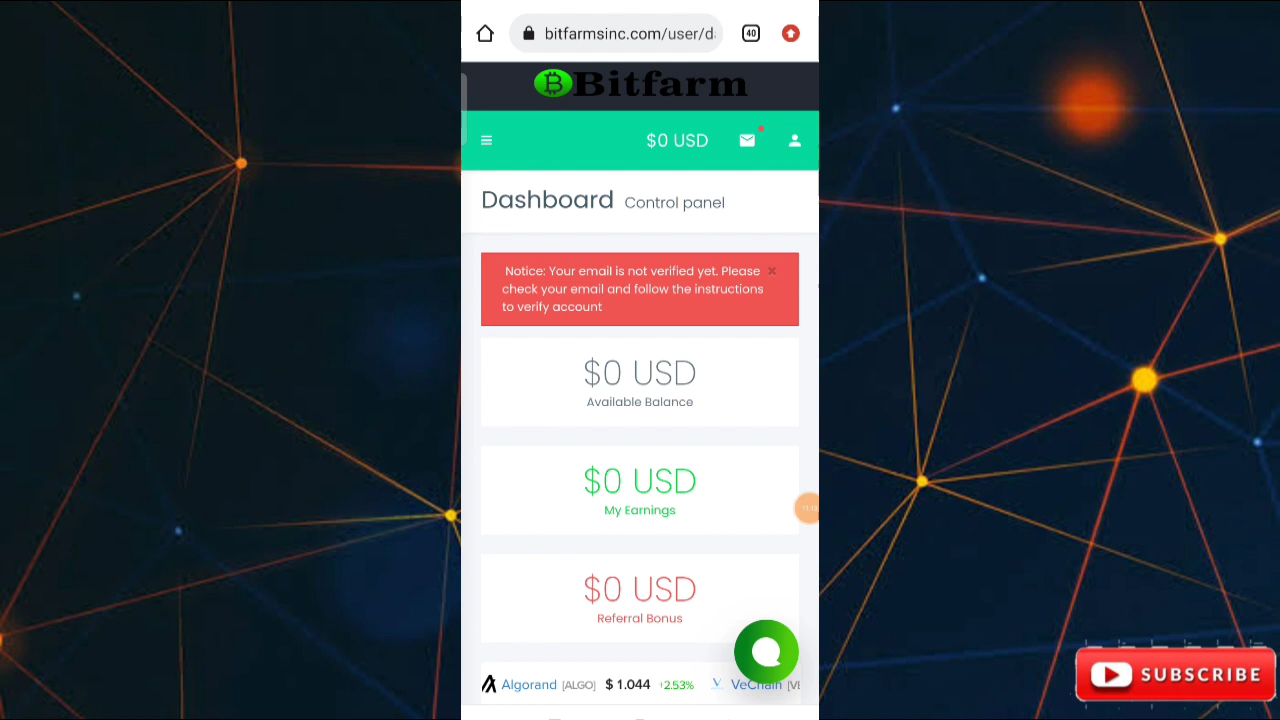 40
bitfarmsinc.com/user/d
Bitfarm
$0 USD
Dashboard Control panel
Notice: Your email is not verified yet. Please ×
check your email and follow the instructions
to verify account
$0 USD
Available Balance
$0 USD
My Earnings
$0 USD
Referral Bonus
Algorand [ALGO] $ 1.044 ↑2.53% VeChain [VE
SUBSCRIBE